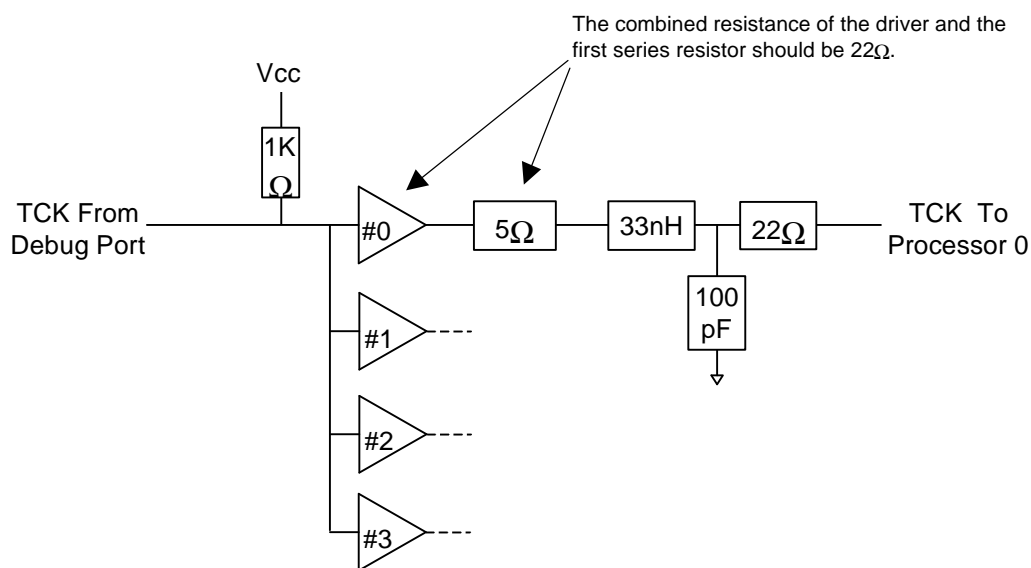 The combined resistance of the driver and the
first series resistor should be 22Ω.
Vcc
1K
Ω
TCK From
Debug Port
#0
5Ω
33nH
22Ω
TCK To
Processor 0
100
pF
#1
#2
#3